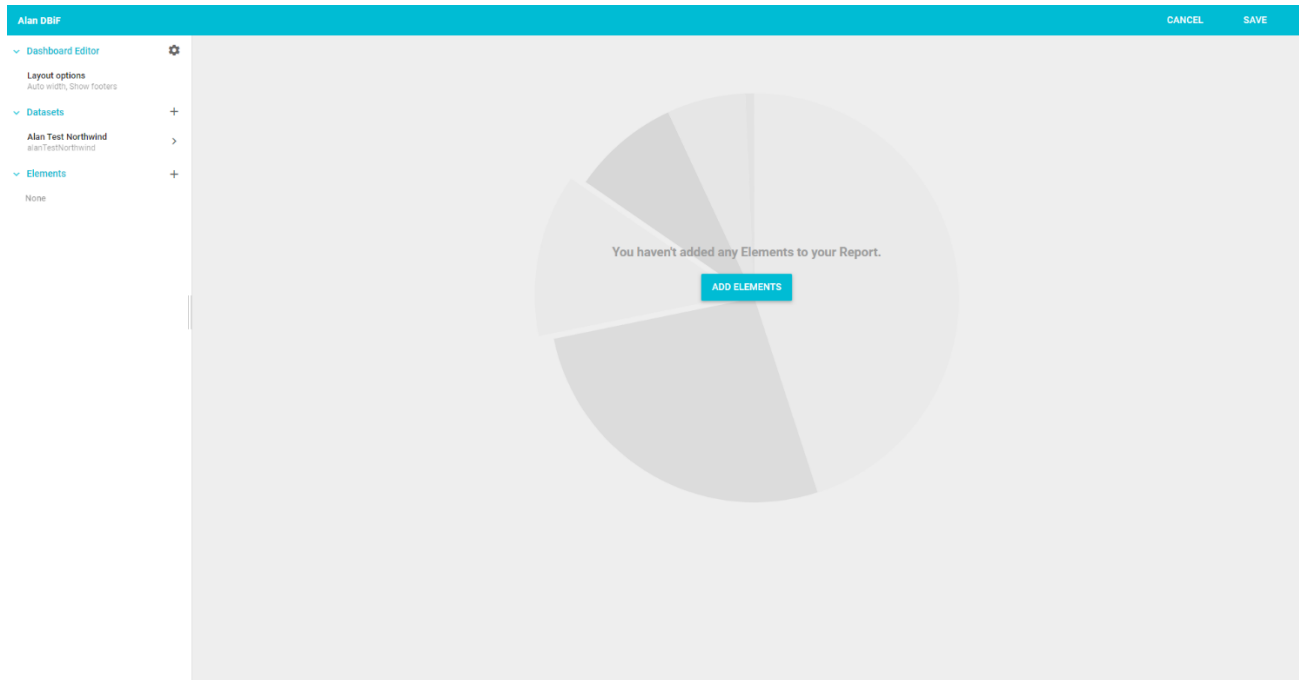 Alan DBiF
CANCEL
SAVE
Dashboard Editor
Layout options
Auto width, Show footers
Datasets
Alan Test Northwind
alanTestNorthwind
Elements
None
You haven't added any Elements to your Report.
ADD ELEMENTS